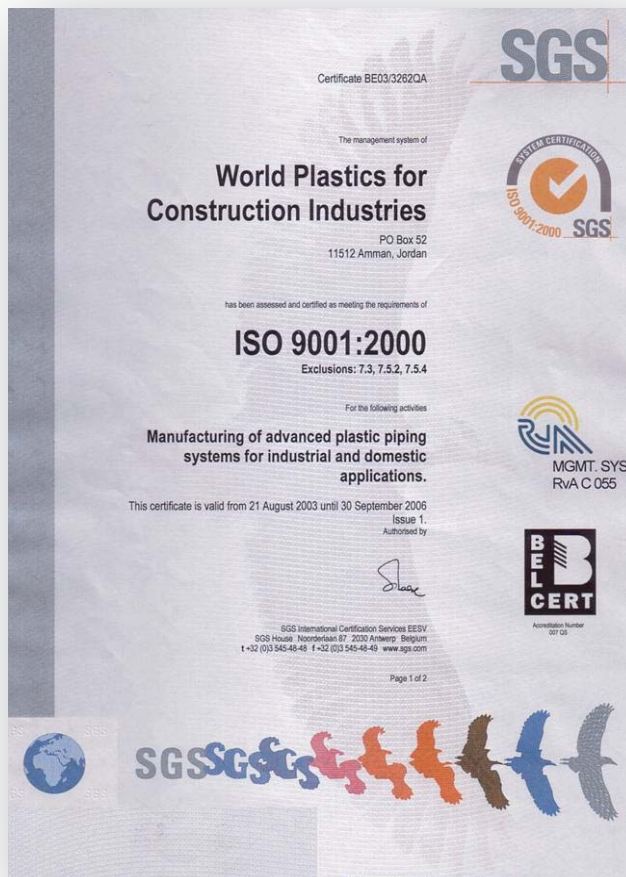 SGS
Certificate BE03/3262QA
The management system of
World Plastics for
Construction Industries
PO Box 52
11512 Amman, Jordan
SYSTEM CERTIFICATION
ISO 9001:2000
SGS
has been assessed and certified as meeting the requirements of
ISO 9001:2000
Exclusions: 7.3, 7.5.2, 7.5.4
For the following activities
Manufacturing of advanced plastic piping
systems for industrial and domestic
applications.
RVA
MGMT. SYS
RvA C 055
This certificate is valid from 21 August 2003 until 30 September 2006
Issue 1.
Authorised by
BELCERT
Accreditation Number
007 QS
SGS International Certification Services EESV
SGS House Noorderlaan 87 2030 Antwerp Belgium
t +32 (0)3 545-48-48 f +32 (0)3 545-48-49 www.sgs.com
Page 1 of 2
SGS SGS SGS